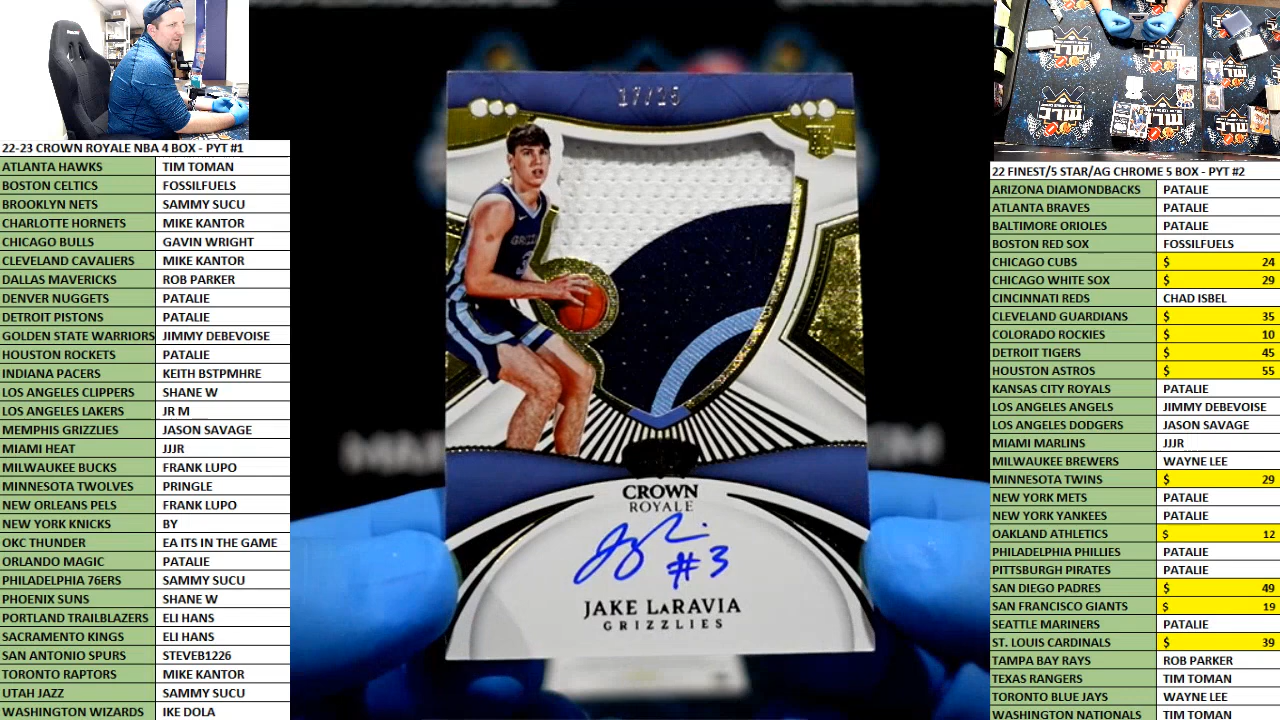 22-23 CROWN ROYALE NBA 4 BOX - PYT #1
ATLANTA HAWKS TIM TOMAN
BOSTON CELTICS FOSSILFUELS
BROOKLYN NETS SAMMY SUCU
CHARLOTTE HORNETS MIKE KANTOR
CHICAGO BULLS GAVIN WRIGHT
CLEVELAND CAVALIERS MIKE KANTOR
DALLAS MAVERICKS ROB PARKER
DENVER NUGGETS PATALIE
DETROIT PISTONS PATALIE
GOLDEN STATE WARRIORS JIMMY DEBEVOISE
HOUSTON ROCKETS PATALIE
INDIANA PACERS KEITH BSTPMHRE
LOS ANGELES CLIPPERS SHANE W
LOS ANGELES LAKERS JR M
MEMPHIS GRIZZLIES JASON SAVAGE
MIAMI HEAT JJJR
MILWAUKEE BUCKS FRANK LUPO
MINNESOTA TWOLVES PRINGLE
NEW ORLEANS PELS FRANK LUPO
NEW YORK KNICKS BY
OKC THUNDER EA ITS IN THE GAME
ORLANDO MAGIC PATALIE
PHILADELPHIA 76ERS SAMMY SUCU
PHOENIX SUNS SHANE W
PORTLAND TRAILBLAZERS ELI HANS
SACRAMENTO KINGS ELI HANS
SAN ANTONIO SPURS STEVEB1226
TORONTO RAPTORS MIKE KANTOR
UTAH JAZZ SAMMY SUCU
WASHINGTON WIZARDS IKE DOLA
CROWN
ROYALE
#3
JAKE LARAVIA
GRIZZLIES
22 FINEST/5 STAR/AG CHROME 5 BOX - PYT #2
ARIZONA DIAMONDBACKS PATALIE
ATLANTA BRAVES PATALIE
BALTIMORE ORIOLES PATALIE
BOSTON RED SOX FOSSILFUELS
CHICAGO CUBS $ 24
CHICAGO WHITE SOX $ 29
CINCINNATI REDS CHAD ISBEL
CLEVELAND GUARDIANS $ 35
COLORADO ROCKIES $ 10
DETROIT TIGERS $ 45
HOUSTON ASTROS $ 55
KANSAS CITY ROYALS PATALIE
LOS ANGELES ANGELS JIMMY DEBEVOISE
LOS ANGELES DODGERS JASON SAVAGE
MIAMI MARLINS JJJR
MILWAUKEE BREWERS WAYNE LEE
MINNESOTA TWINS $ 29
NEW YORK METS PATALIE
NEW YORK YANKEES PATALIE
OAKLAND ATHLETICS $ 12
PHILADELPHIA PHILLIES PATALIE
PITTSBURGH PIRATES PATALIE
SAN DIEGO PADRES $ 49
SAN FRANCISCO GIANTS $ 19
SEATTLE MARINERS PATALIE
ST. LOUIS CARDINALS $ 39
TAMPA BAY RAYS ROB PARKER
TEXAS RANGERS TIM TOMAN
TORONTO BLUE JAYS WAYNE LEE
WASHINGTON NATIONALS TIM TOMAN